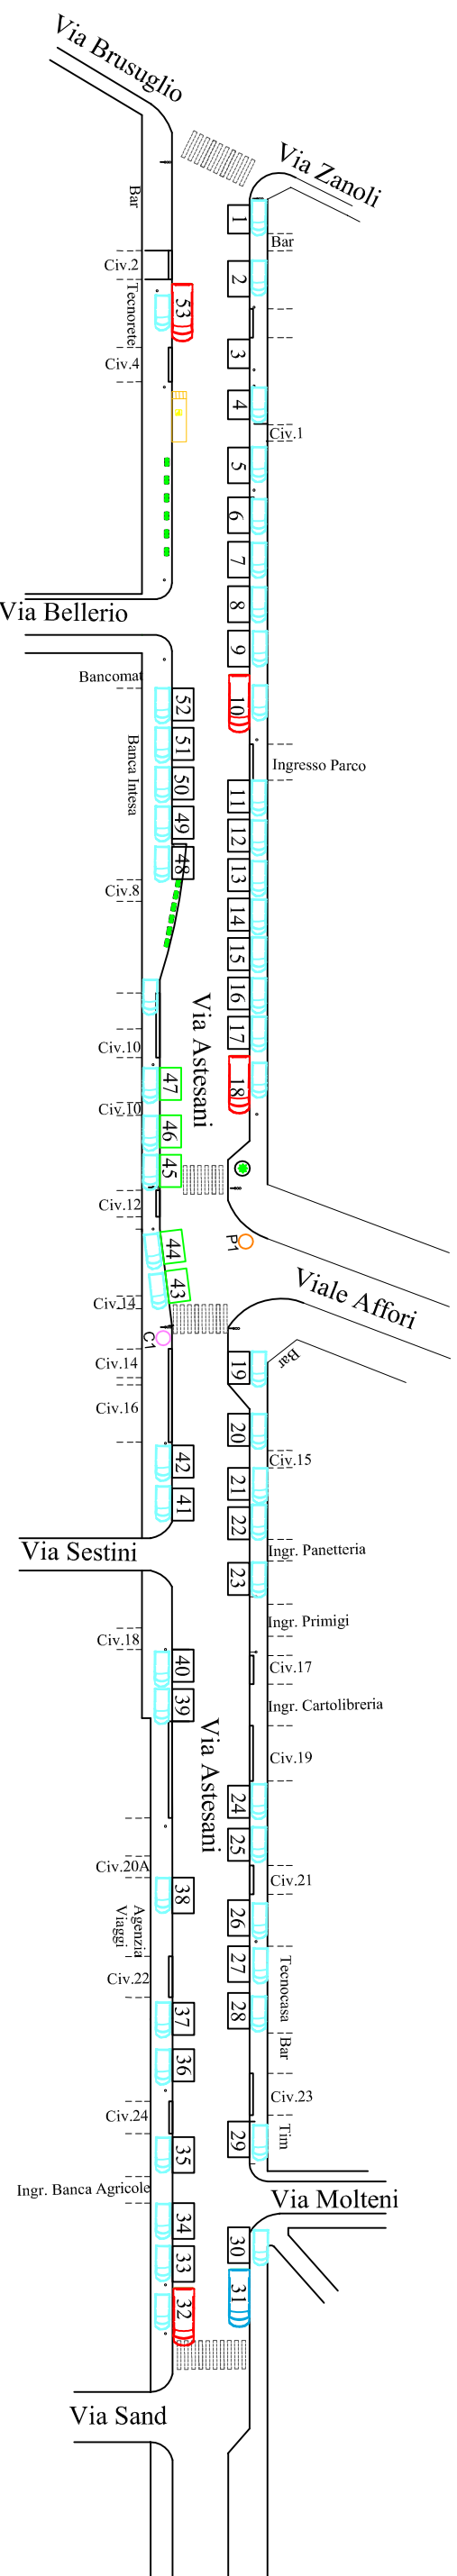 Via Brusuglio
Via Zanoli
1
Bar
Bar
Civ.2
2
Tecnorete
53
3
Civ.4
4
Civ.1
5
6
7
8
Via Bellerio
9
Bancomat
52
10
51
Banca Intesa
Ingresso Parco
50
11
49
12
48
13
Civ.8
14
15
16
Via Astesani
17
Civ.10
47
18
Civ.10
46
45
Civ.12
P1
44
43
Viale Affori
Civ.14
C1
Bar
Civ.14
19
Civ.16
20
42
Civ.15
21
41
22
Via Sestini
Ingr. Panetteria
23
Ingr. Primigi
Civ.18
40
Civ.17
39
Ingr. Cartolibreria
Via Astesani
Civ.19
24
25
Civ.20A
Civ.21
38
26
Agenzia
Viaggi
27
Tecnocasa
Civ.22
28
37
Bar
36
Civ.23
Civ.24
29
Tim
35
Ingr. Banca Agricole
Via Molteni
34
30
33
31
32
Via Sand